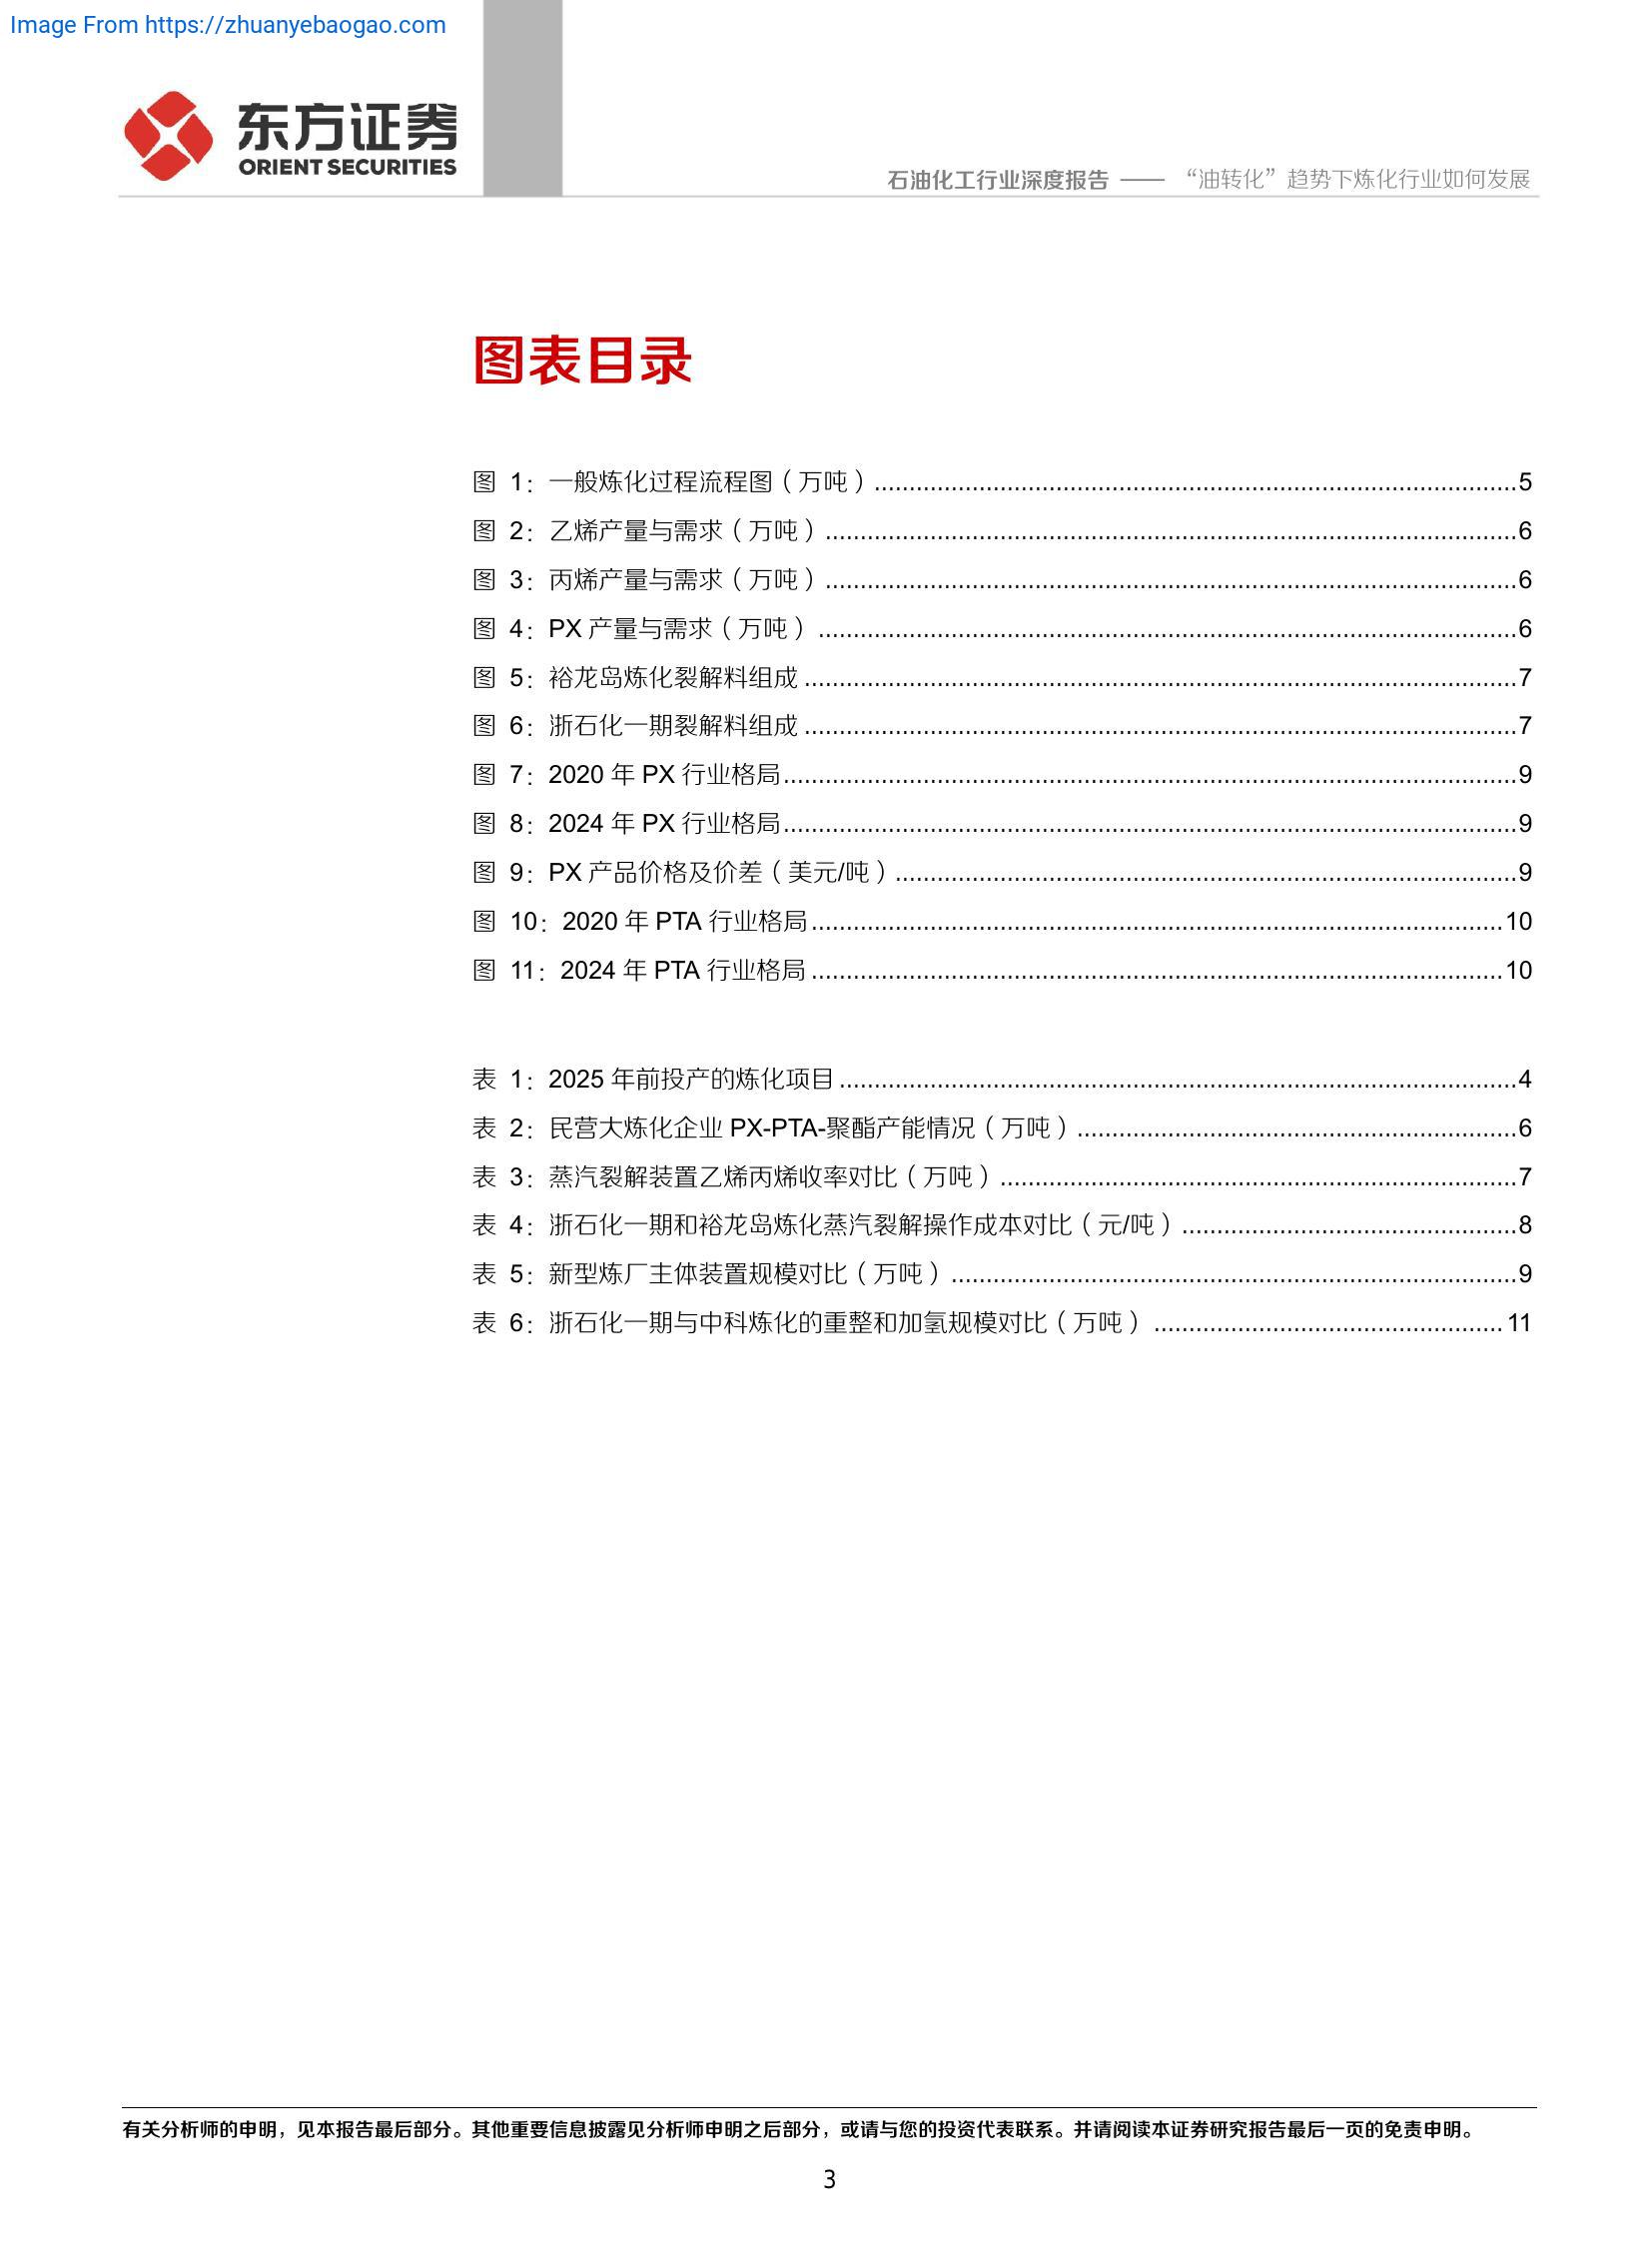 Image From https://zhuanyebaogao.com
东方证券
ORIENT SECURITIES
石油化工行业深度报告 —— “油转化”趋势下炼化行业如何发展
图表目录
图 1：一般炼化过程流程图（万吨）........................5
图 2：乙烯产量与需求（万吨）........................6
图 3：丙烯产量与需求（万吨）........................6
图 4：PX 产量与需求（万吨）........................6
图 5：裕龙岛炼化裂解料组成........................7
图 6：浙石化一期裂解料组成........................7
图 7：2020 年 PX 行业格局........................9
图 8：2024 年 PX 行业格局........................9
图 9：PX 产品价格及价差（美元/吨）........................9
图 10：2020 年 PTA 行业格局........................10
图 11：2024 年 PTA 行业格局........................10
表 1：2025 年前投产的炼化项目........................4
表 2：民营大炼化企业 PX-PTA-聚酯产能情况（万吨）........................6
表 3：蒸汽裂解装置乙烯丙烯收率对比（万吨）........................7
表 4：浙石化一期和裕龙岛炼化蒸汽裂解操作成本对比（元/吨）........................8
表 5：新型炼厂主体装置规模对比（万吨）........................9
表 6：浙石化一期与中科炼化的重整和加氢规模对比（万吨）........................11
有关分析师的申明，见本报告最后部分。其他重要信息披露见分析师申明之后部分，或请与您的投资代表联系。并请阅读本证券研究报告最后一页的免责申明。
3